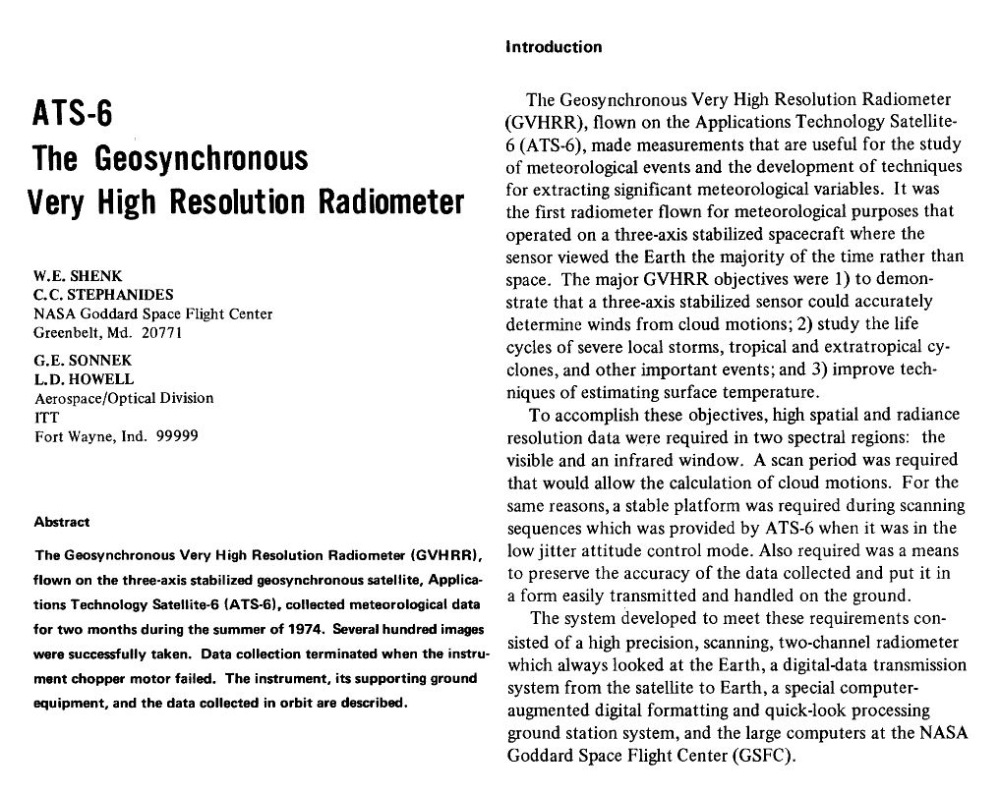 ATS-6
The Geosynchronous
Very High Resolution Radiometer
W.E. SHENK
C.C. STEPHANIDES
NASA Goddard Space Flight Center
Greenbelt, Md. 20771
G.E. SONNEK
L.D. HOWELL
Aerospace/Optical Division
ITT
Fort Wayne, Ind. 99999
Abstract
The Geosynchronous Very High Resolution Radiometer (GVHRR),
flown on the three-axis stabilized geosynchronous satellite, Applica-
tions Technology Satellite-6 (ATS-6), collected meteorological data
for two months during the summer of 1974. Several hundred images
were successfully taken. Data collection terminated when the instru-
ment chopper motor failed. The instrument, its supporting ground
equipment, and the data collected in orbit are described.
Introduction
The Geosynchronous Very High Resolution Radiometer
(GVHRR), flown on the Applications Technology Satellite-
6 (ATS-6), made measurements that are useful for the study
of meteorological events and the development of techniques
for extracting significant meteorological variables. It was
the first radiometer flown for meteorological purposes that
operated on a three-axis stabilized spacecraft where the
sensor viewed the Earth the majority of the time rather than
space. The major GVHRR objectives were 1) to demon-
strate that a three-axis stabilized sensor could accurately
determine winds from cloud motions; 2) study the life
cycles of severe local storms, tropical and extratropical cy-
clones, and other important events; and 3) improve tech-
niques of estimating surface temperature.
To accomplish these objectives, high spatial and radiance
resolution data were required in two spectral regions: the
visible and an infrared window. A scan period was required
that would allow the calculation of cloud motions. For the
same reasons, a stable platform was required during scanning
sequences which was provided by ATS-6 when it was in the
low jitter attitude control mode. Also required was a means
to preserve the accuracy of the data collected and put it in
a form easily transmitted and handled on the ground.
The system developed to meet these requirements con-
sisted of a high precision, scanning, two-channel radiometer
which always looked at the Earth, a digital-data transmission
system from the satellite to Earth, a special computer-
augmented digital formatting and quick-look processing
ground station system, and the large computers at the NASA
Goddard Space Flight Center (GSFC).